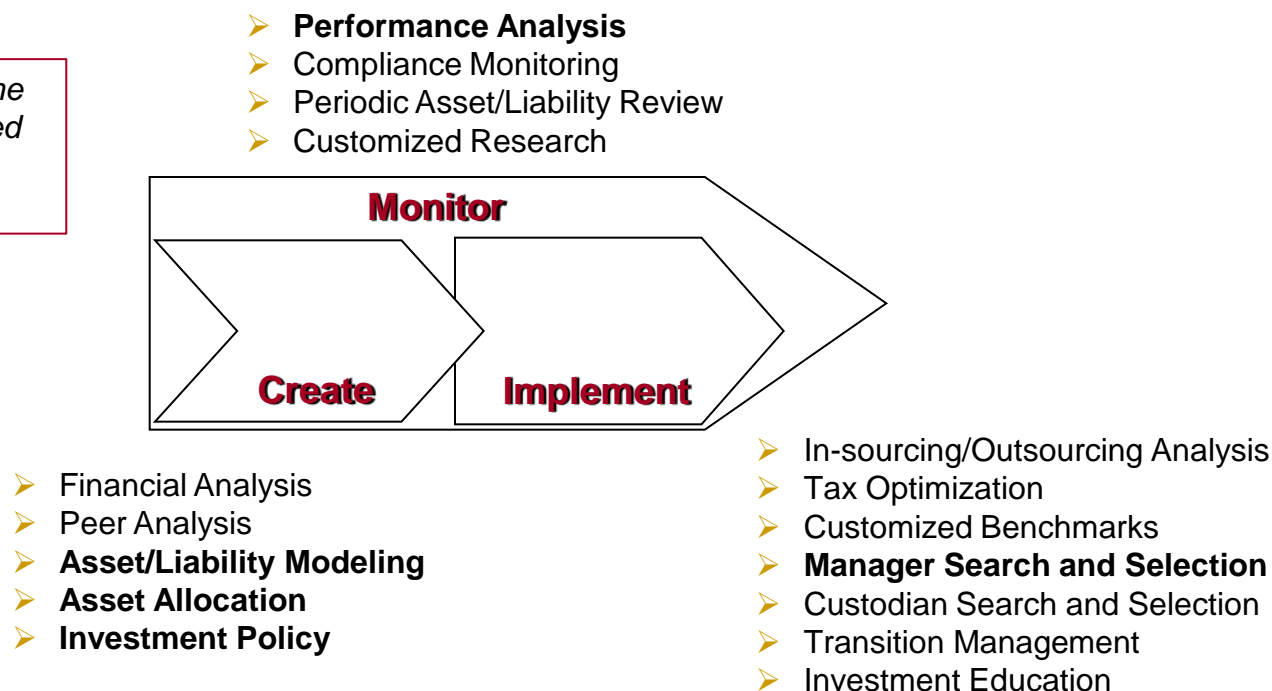 ➢ Performance Analysis
➢ Compliance Monitoring
➢ Periodic Asset/Liability Review
➢ Customized Research
Monitor
Create
Implement
➢ Financial Analysis
➢ Peer Analysis
➢ Asset/Liability Modeling
➢ Asset Allocation
➢ Investment Policy
➢ In-sourcing/Outsourcing Analysis
➢ Tax Optimization
➢ Customized Benchmarks
➢ Manager Search and Selection
➢ Custodian Search and Selection
➢ Transition Management
➢ Investment Education